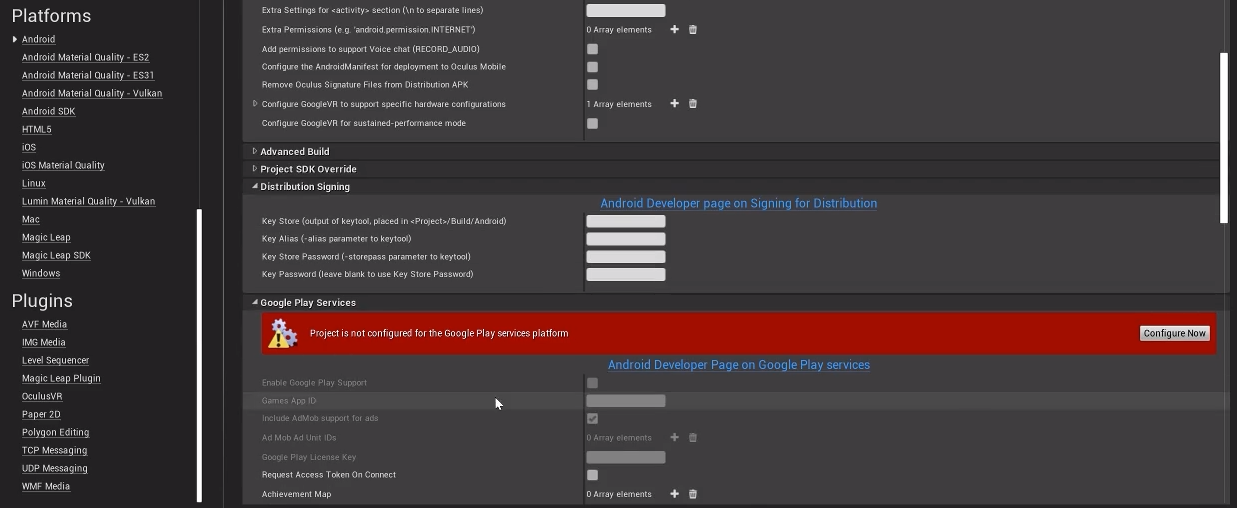 Platforms
Android
Android Material Quality - ES2
Android Material Quality - ES31
Android Material Quality - Vulkan
Android SDK
HTML5
iOS
iOS Material Quality
Linux
Lumin Material Quality - Vulkan
Mac
Magic Leap
Magic Leap SDK
Windows
Plugins
AVF Media
IMG Media
Level Sequencer
Magic Leap Plugin
OculusVR
Paper 2D
Polygon Editing
TCP Messaging
UDP Messaging
WMF Media
Extra Settings for <activity> section (\n to separate lines)
Extra Permissions (e.g. 'android.permission.INTERNET') 0 Array elements
Add permissions to support Voice chat (RECORD_AUDIO)
Configure the AndroidManifest for deployment to Oculus Mobile
Remove Oculus Signature Files from Distribution APK
Configure GoogleVR to support specific hardware configurations 1 Array elements
Configure GoogleVR for sustained-performance mode
Advanced Build
Project SDK Override
Distribution Signing
Android Developer page on Signing for Distribution
Key Store (output of keytool, placed in <Project>/Build/Android)
Key Alias (-alias parameter to keytool)
Key Store Password (-storepass parameter to keytool)
Key Password (leave blank to use Key Store Password)
Google Play Services
Project is not configured for the Google Play services platform Configure Now
Android Developer Page on Google Play services
Enable Google Play Support
Games App ID
Include AdMob support for ads
Ad Mob Ad Unit IDs 0 Array elements
Google Play License Key
Request Access Token On Connect
Achievement Map 0 Array elements